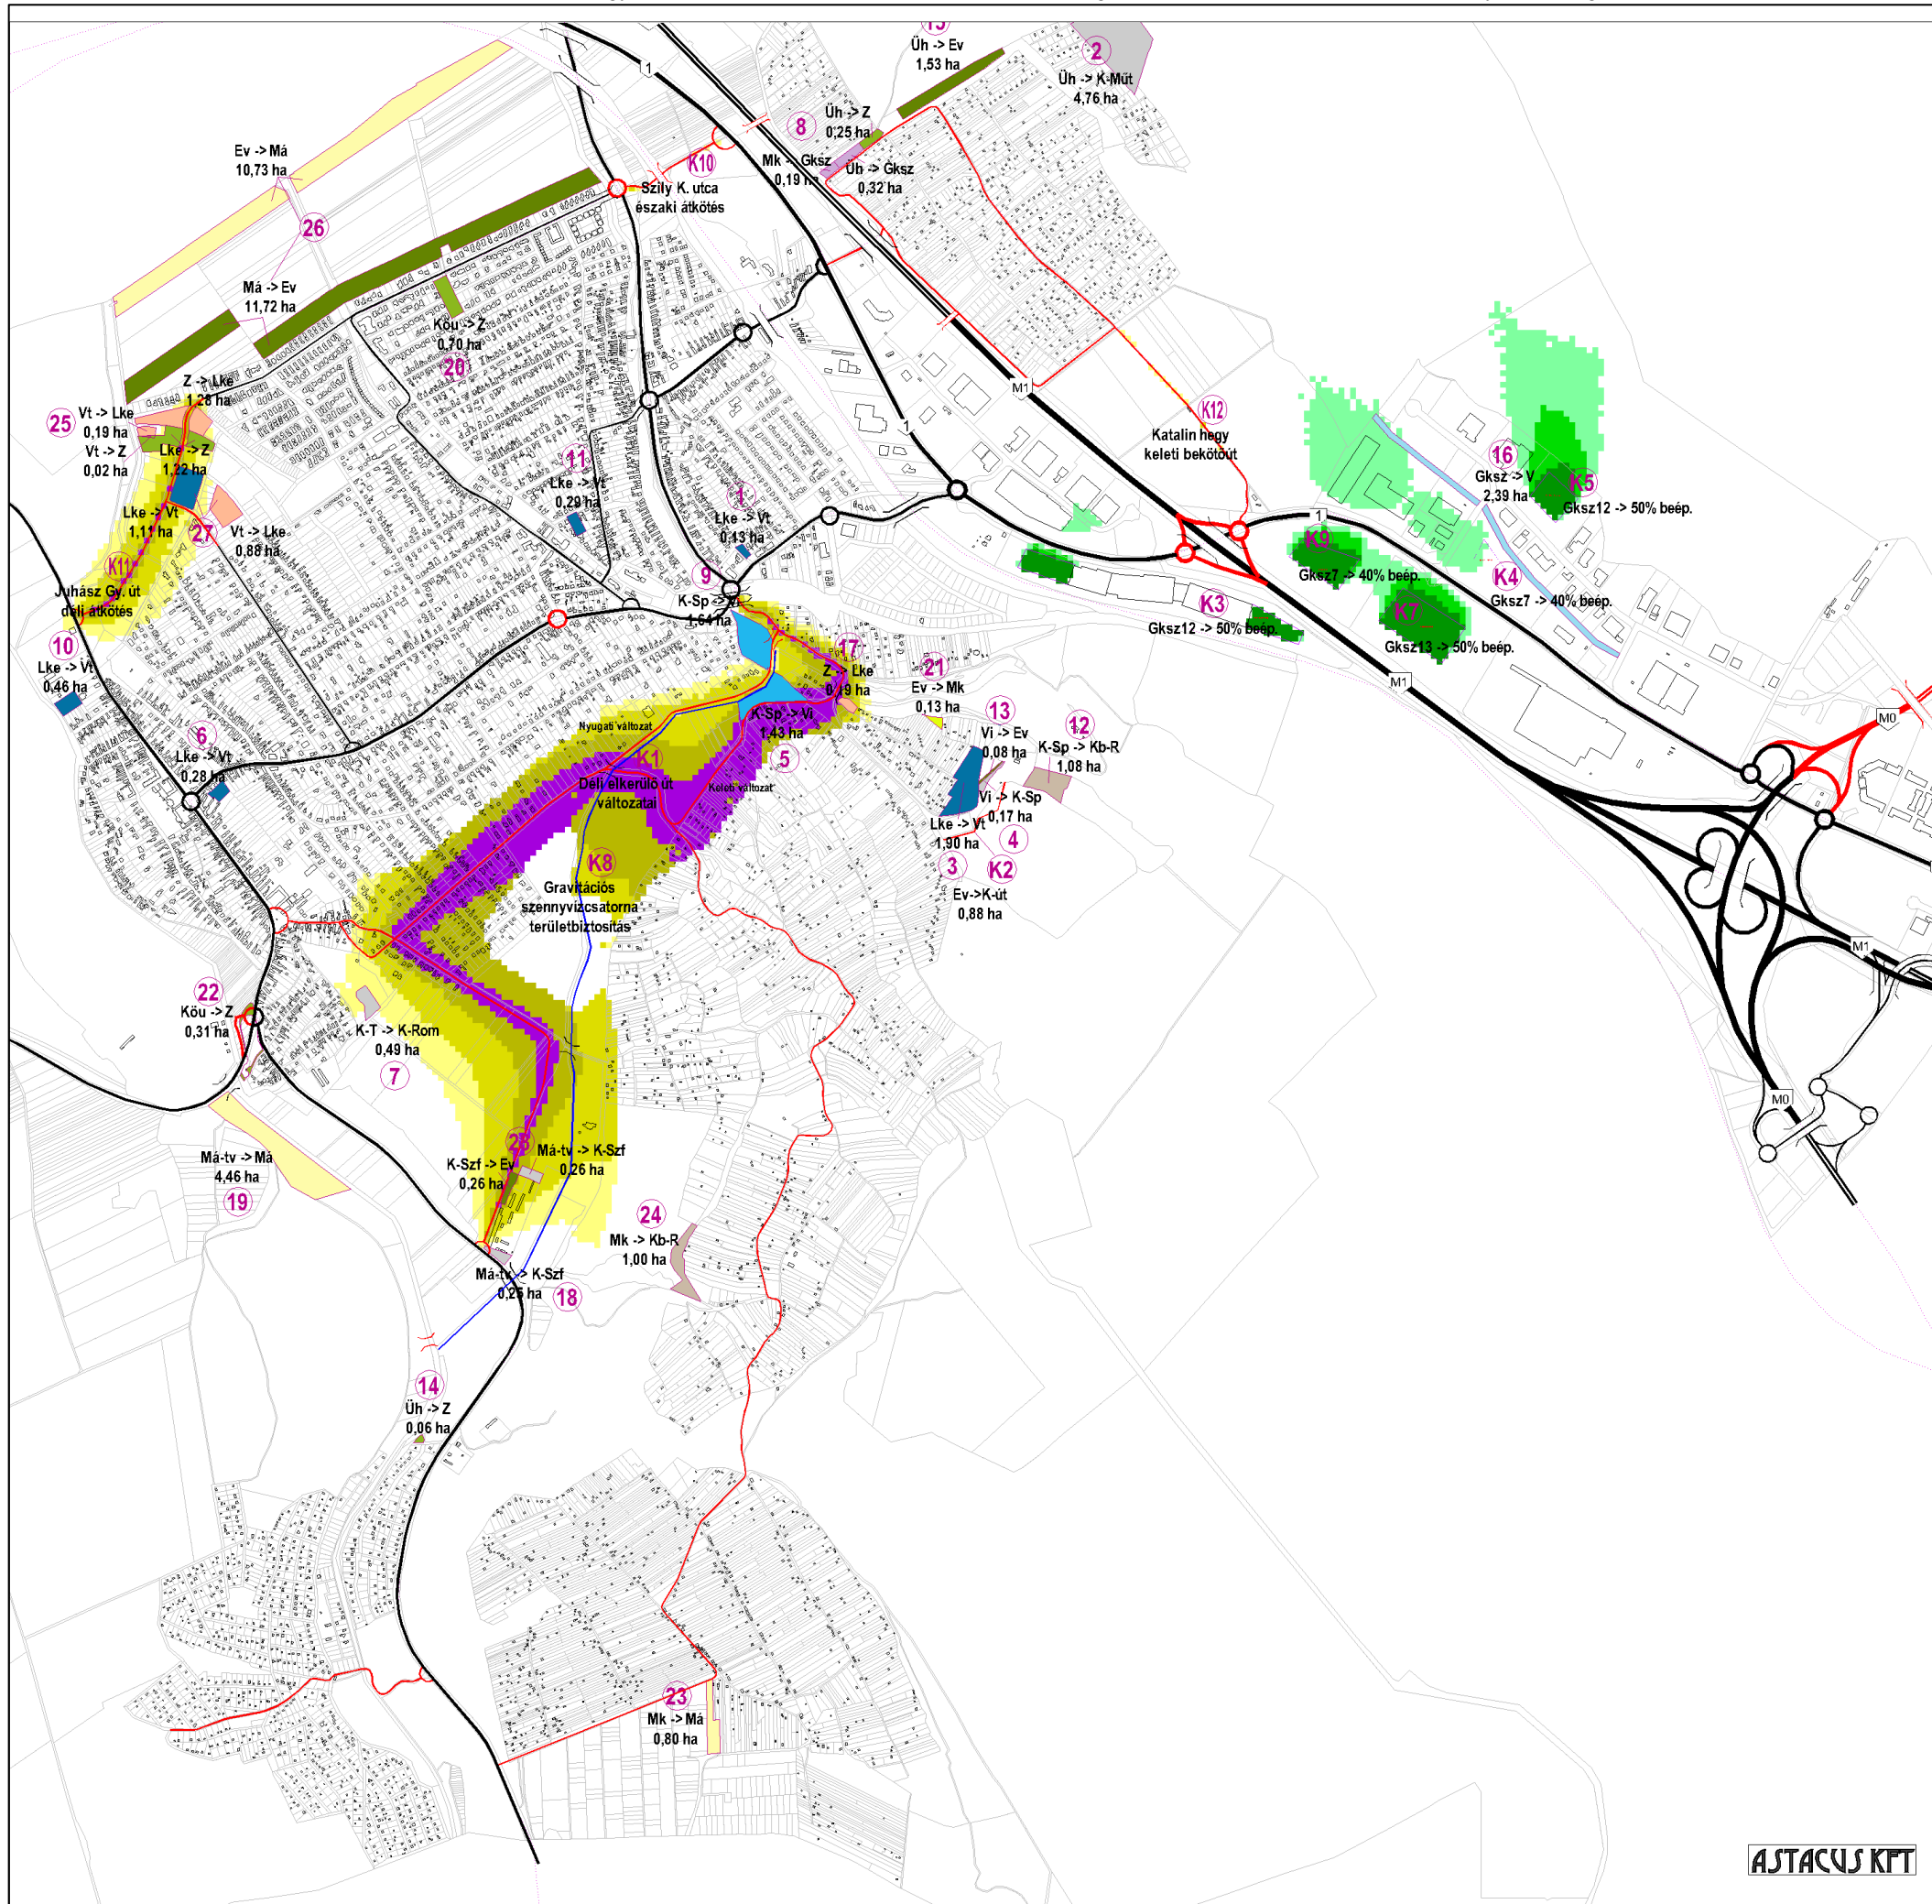 15
Üh -> Ev
1,53 ha
2
Üh -> K-Műt
4,76 ha
1
8
Üh -> Z
0,25 ha
Mk -> Gksz
0,19 ha
Üh -> Gksz
0,32 ha
K10
Szily K. utca
északi átkötés
Ev -> Má
10,73 ha
26
Má -> Ev
11,72 ha
Köu -> Z
0,70 ha
20
Z -> Lke
1,28 ha
25
Vt -> Lke
0,19 ha
Vt -> Z
0,02 ha
Lke -> Z
1,22 ha
Lke -> Vt
1,11 ha
27
Vt -> Lke
0,88 ha
K11
Juhász Gy. út
déli átkötés
10
Lke -> Vt
0,46 ha
6
Lke -> Vt
0,28 ha
11
Lke -> Vt
0,29 ha
1
Lke -> Vt
0,13 ha
9
K-Sp -> Vi
1,64 ha
M1
1
K12
Katalin hegy
keleti bekötőút
16
Gksz -> V
2,39 ha
K5
Gksz12 -> 50% beép.
1
K9
Gksz7 -> 40% beép.
K4
Gksz7 -> 40% beép.
K3
Gksz12 -> 50% beép.
K7
Gksz13 -> 50% beép.
M1
M0
17
Z -> Lke
0,19 ha
21
Ev -> Mk
0,13 ha
13
Vi -> Ev
0,08 ha
12
K-Sp -> Kb-R
1,08 ha
K-Sp -> Vi
1,43 ha
5
Nyugati változat
K1
Déli elkerülő út
változatai
Keleti változat
Vi -> K-Sp
0,17 ha
4
Lke -> Vt
1,90 ha
3
K2
Ev->K-út
0,88 ha
K8
Gravitációs
szennyvízcsatorna
területbiztosítás
M1
M0
22
Köu -> Z
0,31 ha
K-T -> K-Rom
0,49 ha
7
Má-tv -> Má
4,46 ha
19
Má-tv -> K-Szf
0,26 ha
K-Szf -> Ev
0,26 ha
24
Mk -> Kb-R
1,00 ha
Má-tv -> K-Szf
18
14
Üh -> Z
0,06 ha
23
Mk -> Má
0,80 ha
ASTACUS KFT